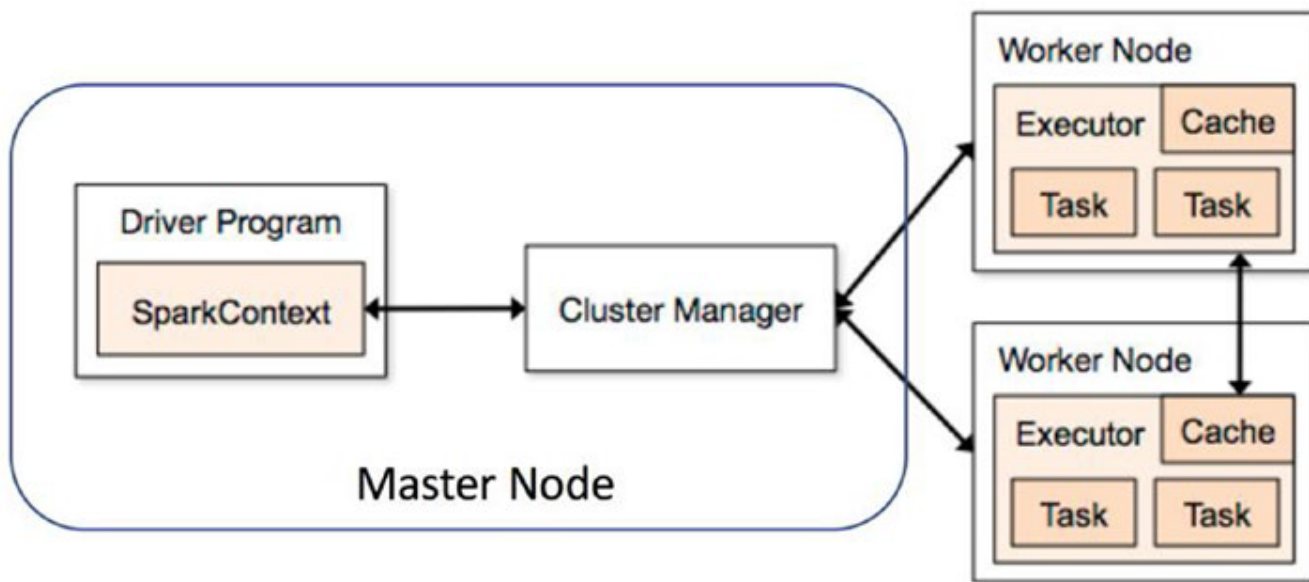 Driver Program
SparkContext
Cluster Manager
Master Node
Worker Node
Executor
Cache
Task
Task
Worker Node
Executor
Cache
Task
Task